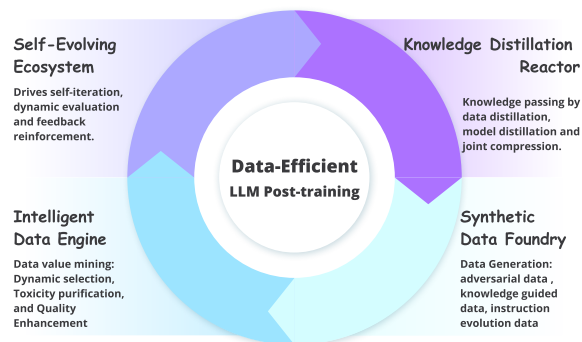 Self-Evolving
Ecosystem
Drives self-iteration,
dynamic evaluation
and feedback
reinforcement.
Knowledge Distillation
Reactor
Knowledge passing by
data distillation,
model distillation and
joint compression.
Data-Efficient
LLM Post-training
Intelligent
Data Engine
Data value mining:
Dynamic selection,
Toxicity purification,
and Quality
Enhancement
Synthetic
Data Foundry
Data Generation:
adversarial data ,
knowledge guided
data, instruction
evolution data